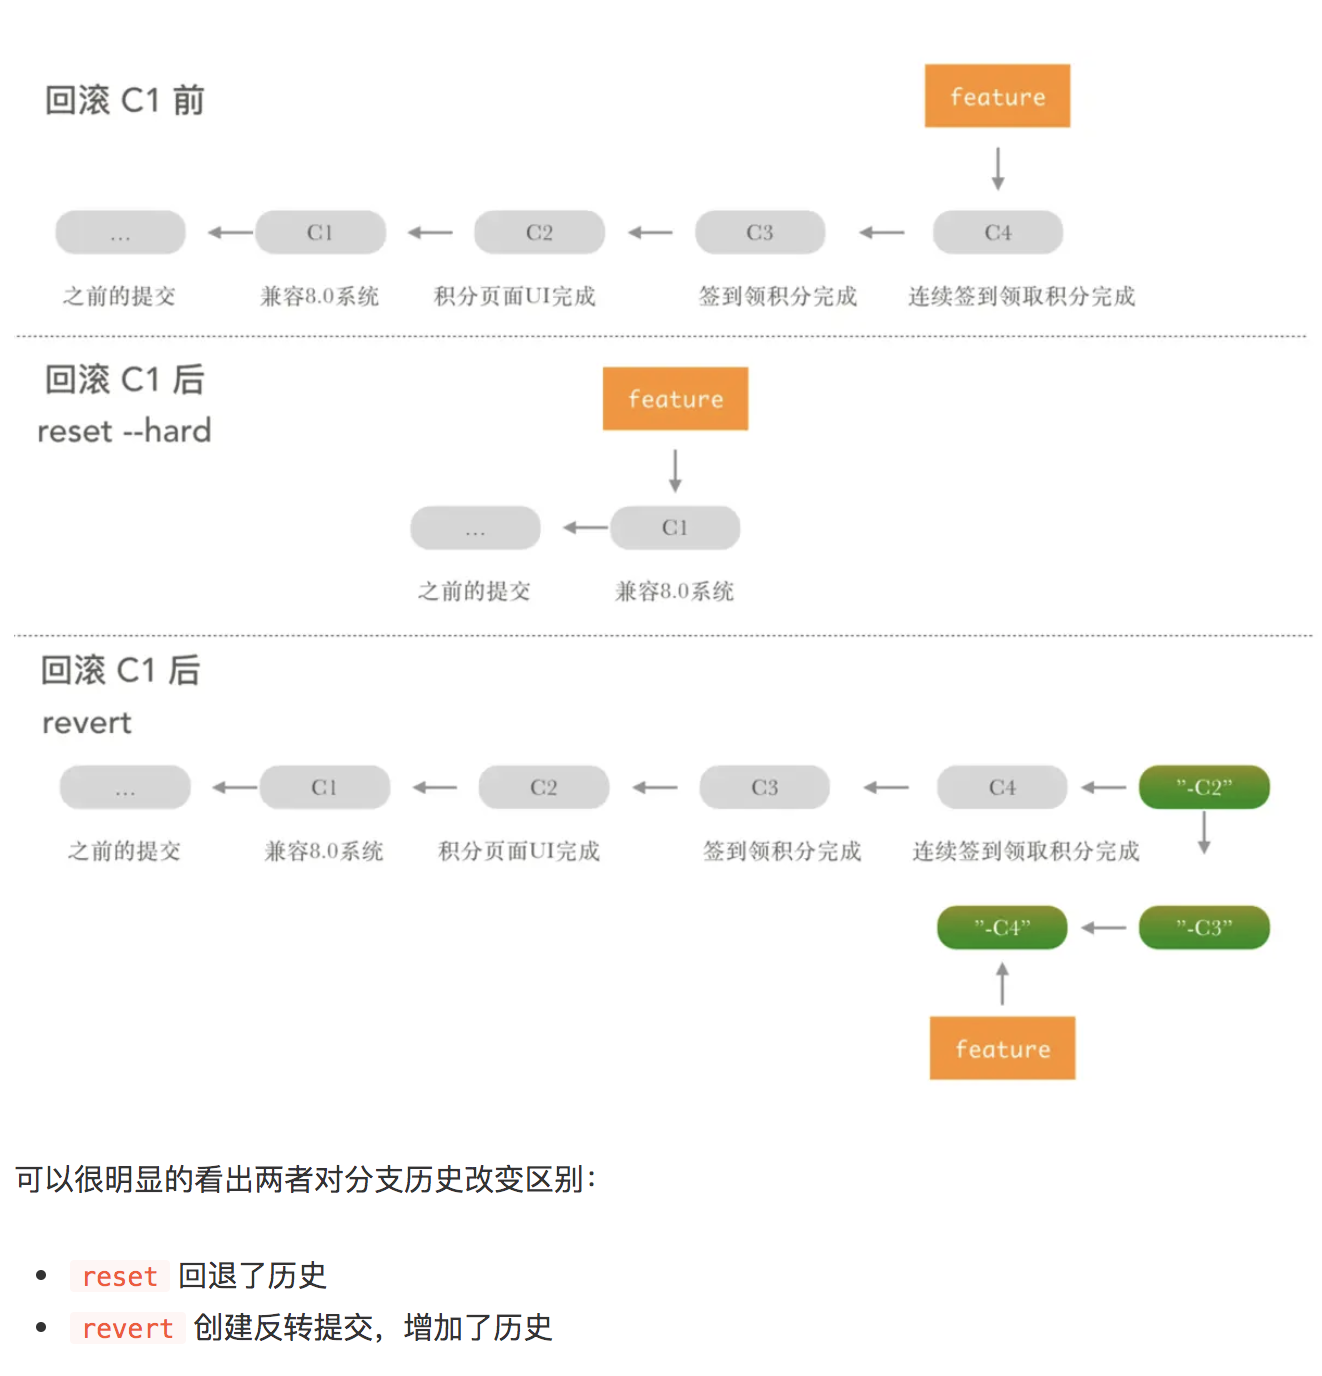 回滚 C1 前
feature
... C1 C2 C3 C4
之前的提交 兼容8.0系统 积分页面UI完成 签到领积分完成 连续签到领取积分完成
回滚 C1 后
reset --hard
feature
... C1
之前的提交 兼容8.0系统
回滚 C1 后
revert
... C1 C2 C3 C4 "-C2"
之前的提交 兼容8.0系统 积分页面UI完成 签到领积分完成 连续签到领取积分完成
"-C4" "-C3"
feature
可以很明显的看出两者对分支历史改变区别：
• reset 回退了历史
• revert 创建反转提交，增加了历史